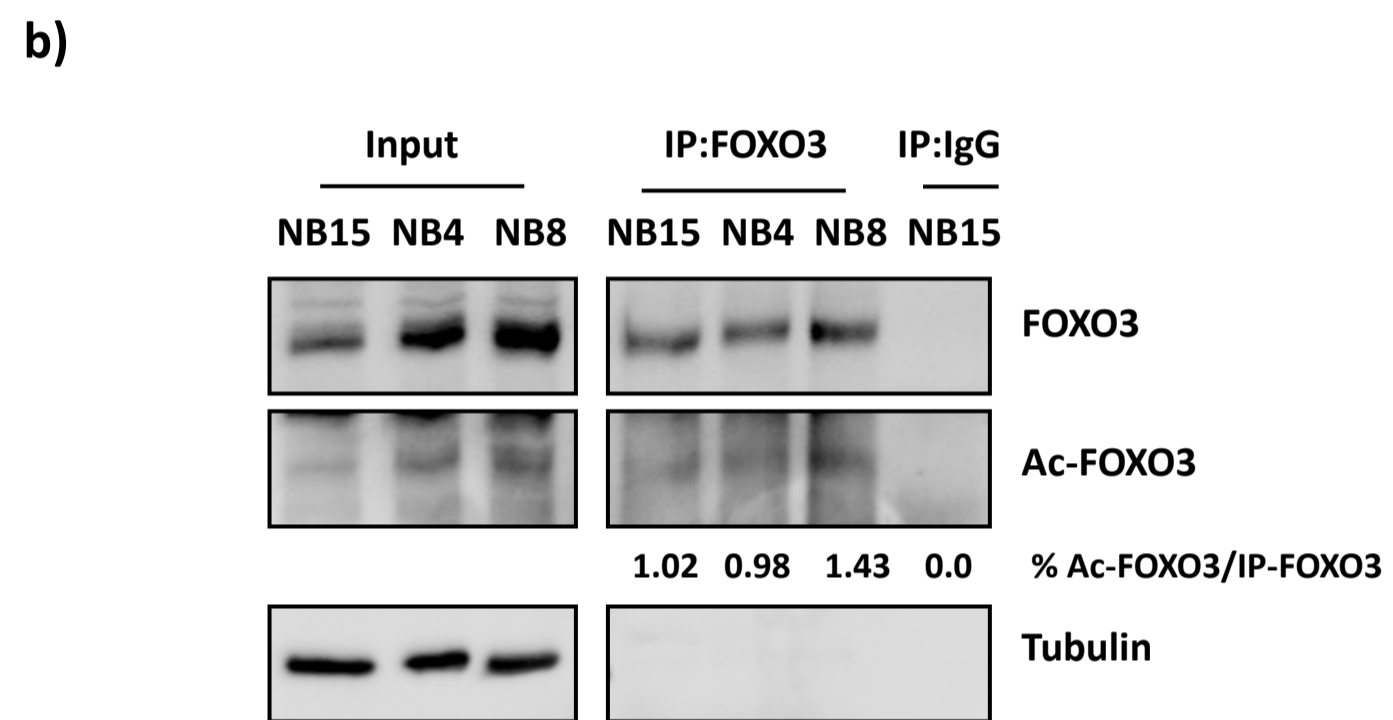 b)
Input IP:FOXO3 IP:IgG
NB15 NB4 NB8 NB15 NB4 NB8 NB15
FOXO3
Ac-FOXO3
1.02 0.98 1.43 0.0 % Ac-FOXO3/IP-FOXO3
Tubulin